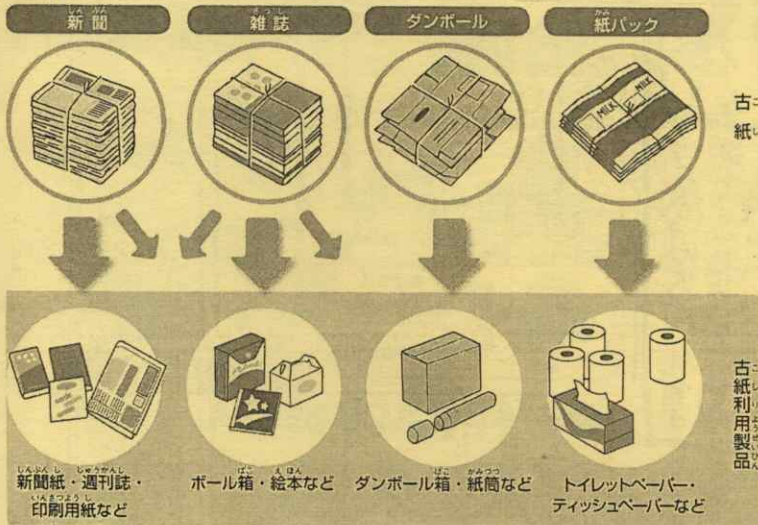 新聞
雑誌
ダンボール
紙パック
MILK
MILK
古紙
新聞紙・週刊誌・
印刷用紙など
ボール箱・絵本など
ダンボール箱・紙筒など
トイレットペーパー・
ティッシュペーパーなど
古紙利用製品